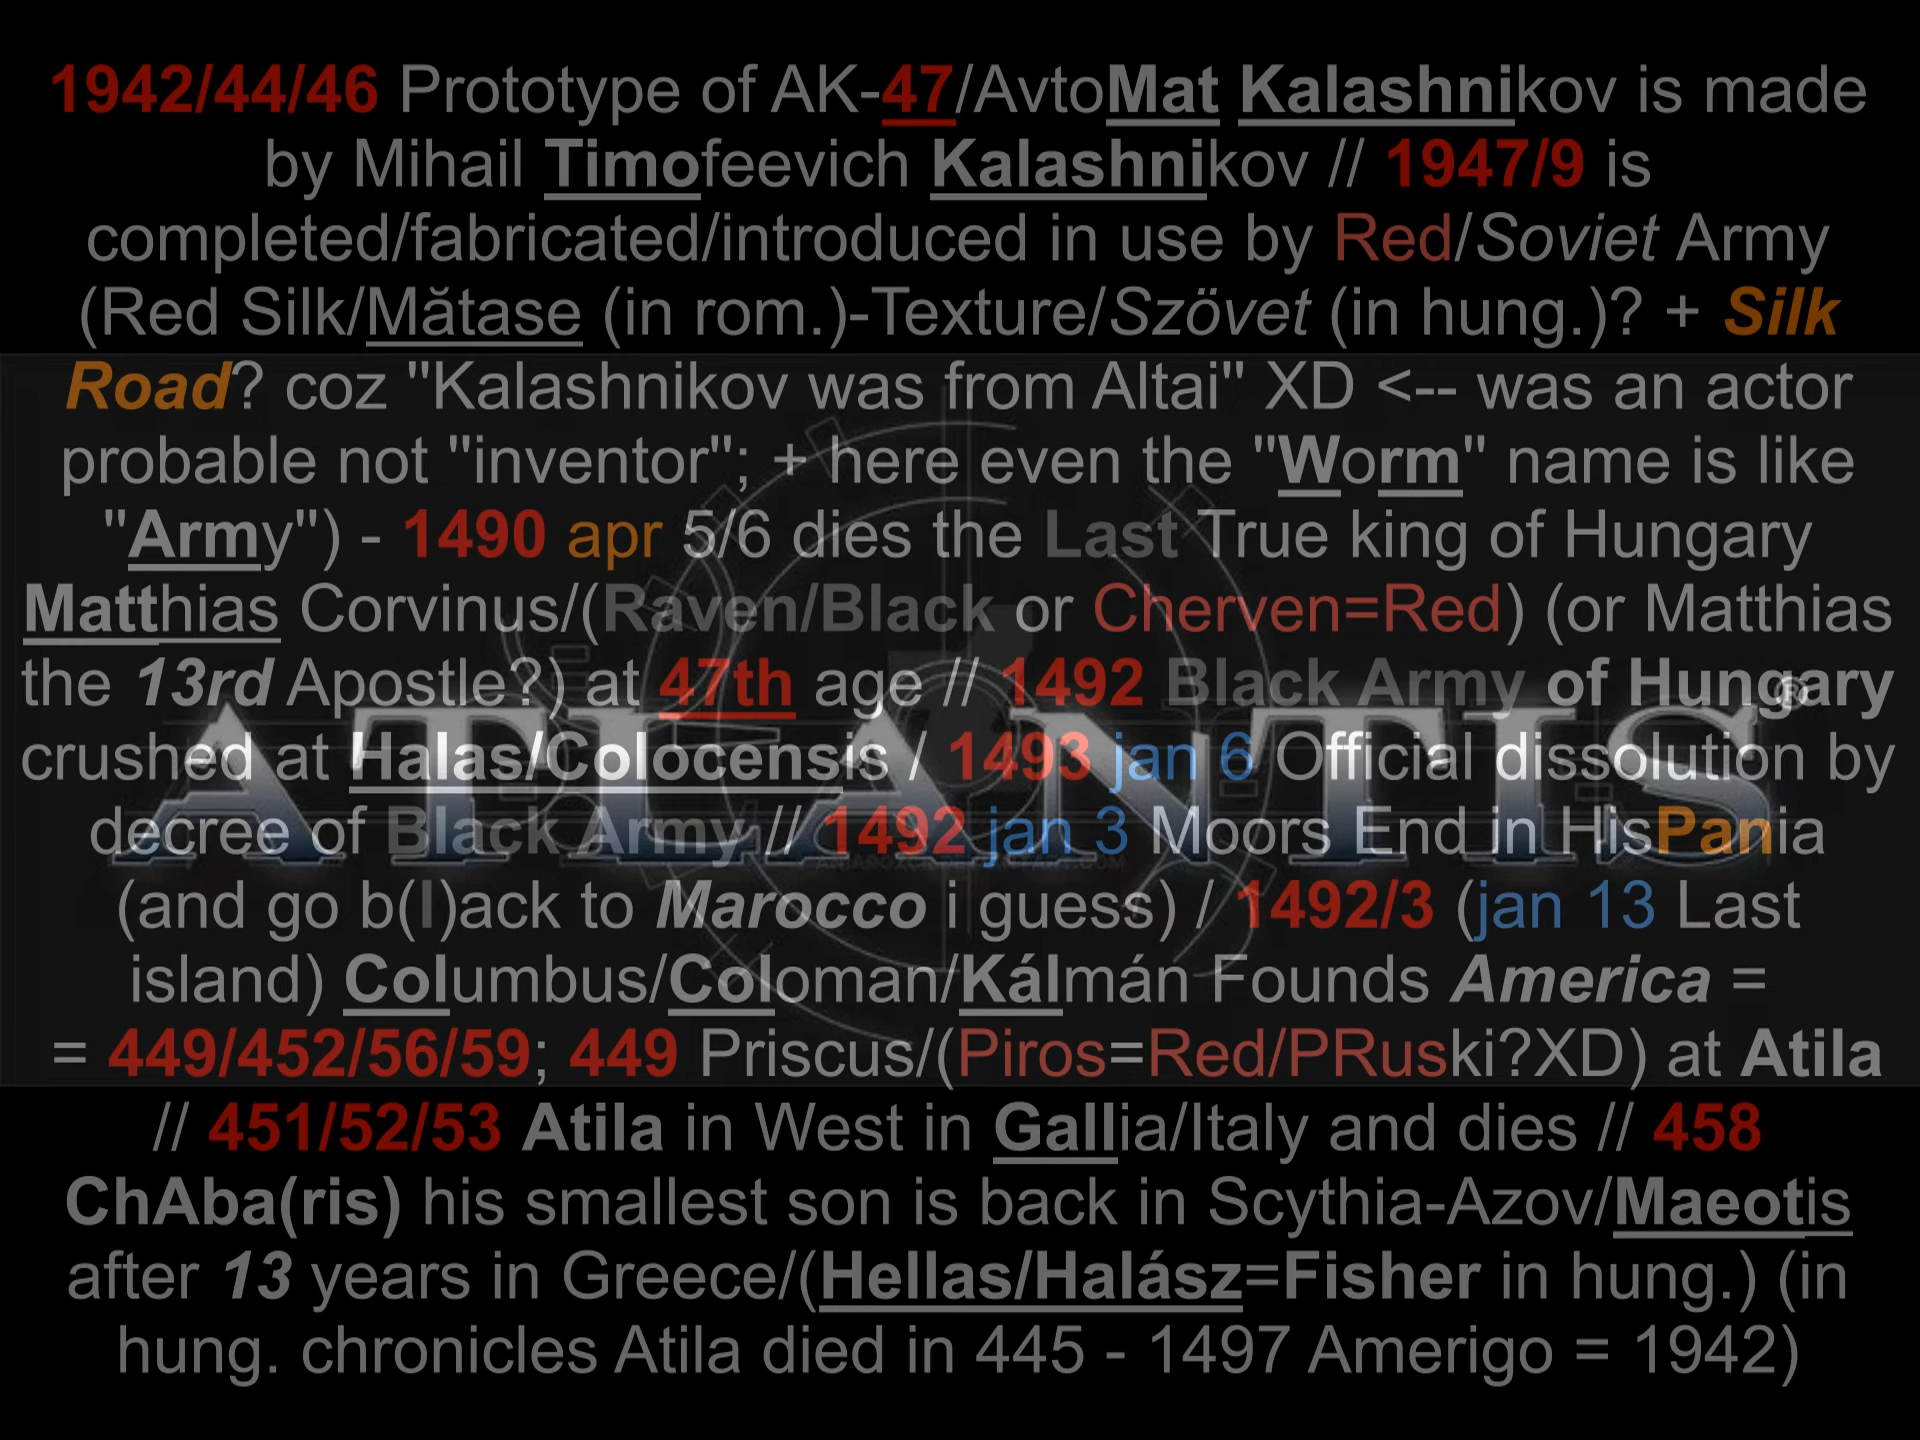 1942/44/46 Prototype of AK-47/AvtoMat Kalashnikov is made
by Mihail Timofeevich Kalashnikov // 1947/9 is
completed/fabricated/introduced in use by Red/Soviet Army
(Red Silk/Mătase (in rom.)-Texture/Szövet (in hung.)? + Silk
Road? coz "Kalashnikov was from Altai" XD <-- was an actor
probable not "inventor"; + here even the "Worm" name is like
"Army") - 1490 apr 5/6 dies the Last True king of Hungary
Matthias Corvinus/(Raven/Black or Cherven=Red) (or Matthias
the 13rd Apostle?) at 47th age // 1492 Black Army of Hungary
crushed at Halas/Colocensis / 1493 jan 6 Official dissolution by
decree of Black Army // 1492 jan 3 Moors End in HisPania
(and go b(l)ack to Marocco i guess) / 1492/3 (jan 13 Last
island) Columbus/Coloman/Kálmán Founds America =
= 449/452/56/59; 449 Priscus/(Piros=Red/PRuski?XD) at Atila
// 451/52/53 Atila in West in Gallia/Italy and dies // 458
ChAba(ris) his smallest son is back in Scythia-Azov/Maeotis
after 13 years in Greece/(Hellas/Halász=Fisher in hung.) (in
hung. chronicles Atila died in 445 - 1497 Amerigo = 1942)
ATLANTIS®